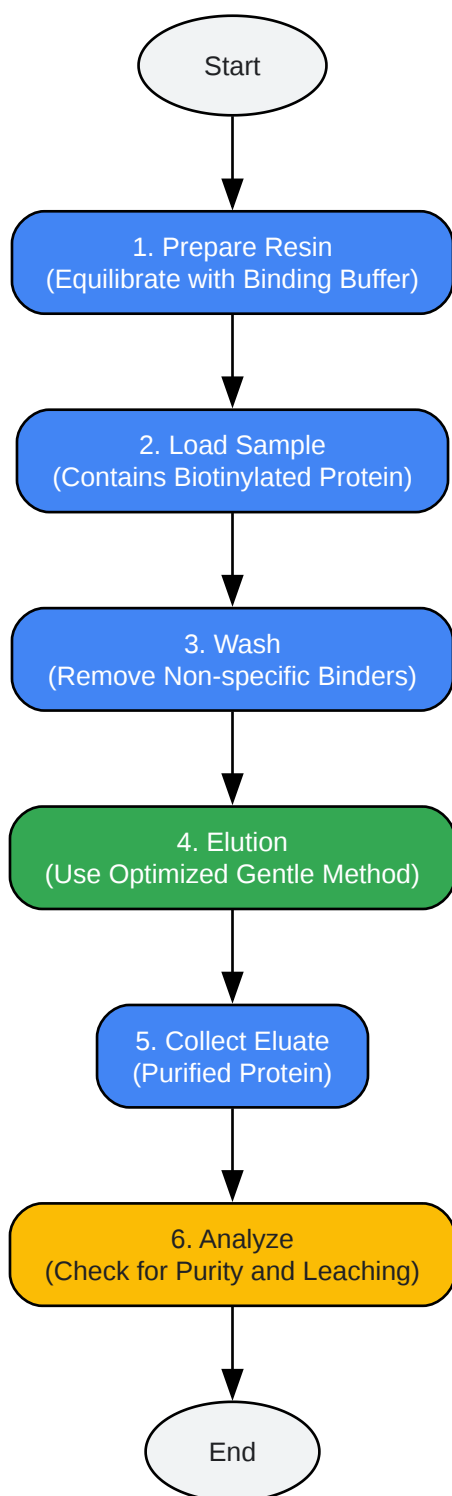 Start
1. Prepare Resin
(Equilibrate with Binding Buffer)
2. Load Sample
(Contains Biotinylated Protein)
3. Wash
(Remove Non-specific Binders)
4. Elution
(Use Optimized Gentle Method)
5. Collect Eluate
(Purified Protein)
6. Analyze
(Check for Purity and Leaching)
End